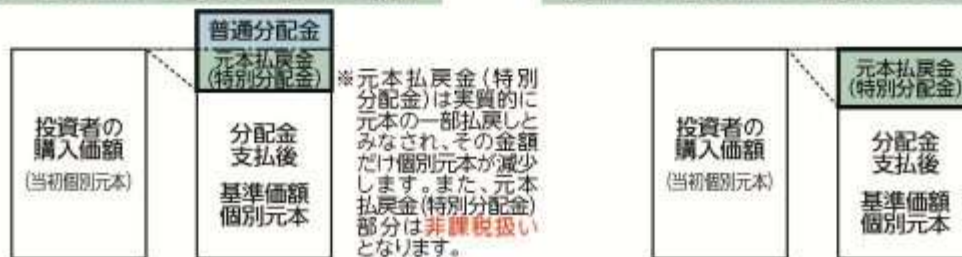 普通分配金
元本払戻金
(特別分配金)
投資者の
購入価額
(当初個別元本)
分配金
支払後
基準価額
個別元本
※元本払戻金(特別
分配金)は実質的に
元本の一部払戻しと
みなされ、その金額
だけ個別元本が減少
します。また、元本
払戻金(特別分配金)
部分は非課税扱い
となります。
投資者の
購入価額
(当初個別元本)
元本払戻金
(特別分配金)
分配金
支払後
基準価額
個別元本